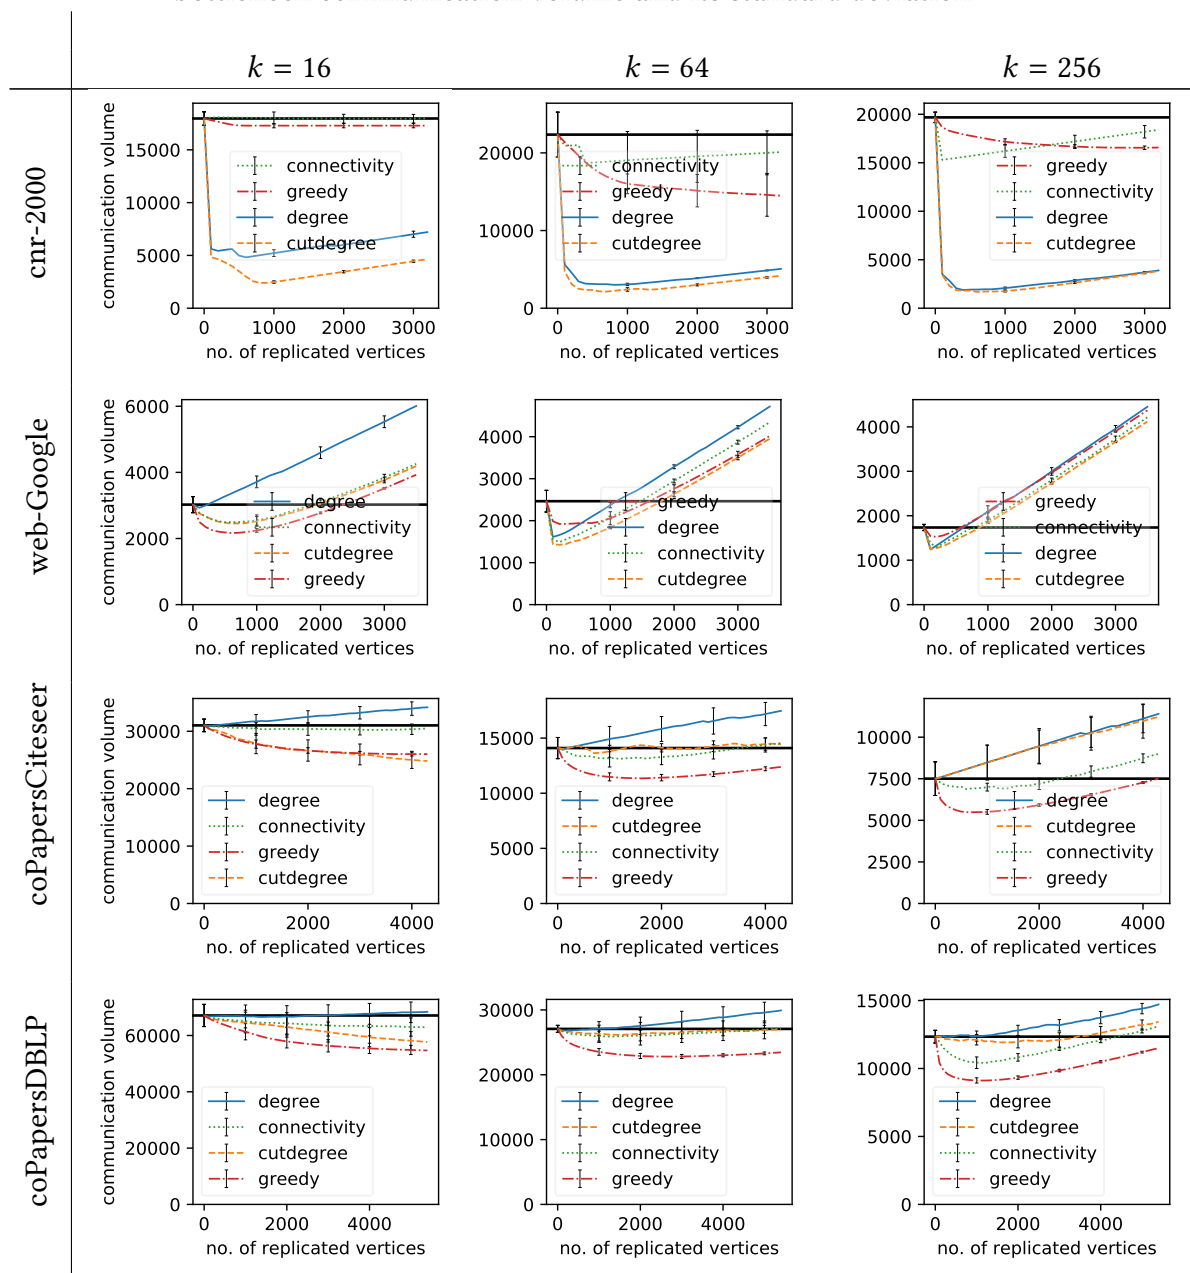 k = 16 k = 64 k = 256
cnr-2000
communication volume
15000
10000
5000
0
connectivity
greedy
degree
cutdegree
0 1000 2000 3000
no. of replicated vertices
20000
10000
0
connectivity
greedy
degree
cutdegree
0 1000 2000 3000
no. of replicated vertices
20000
15000
10000
5000
0
greedy
connectivity
degree
cutdegree
0 1000 2000 3000
no. of replicated vertices
web-Google
communication volume
6000
4000
2000
0
degree
connectivity
cutdegree
greedy
0 1000 2000 3000
no. of replicated vertices
4000
3000
2000
1000
0
greedy
degree
connectivity
cutdegree
0 1000 2000 3000
no. of replicated vertices
4000
3000
2000
1000
0
greedy
connectivity
degree
cutdegree
0 1000 2000 3000
no. of replicated vertices
coPapersCiteseer
communication volume
30000
20000
10000
0
degree
connectivity
greedy
cutdegree
0 2000 4000
no. of replicated vertices
15000
10000
5000
0
degree
cutdegree
connectivity
greedy
0 2000 4000
no. of replicated vertices
10000
7500
5000
2500
0
degree
cutdegree
connectivity
greedy
0 2000 4000
no. of replicated vertices
coPapersDBLP
communication volume
60000
40000
20000
0
degree
connectivity
cutdegree
greedy
0 2000 4000
no. of replicated vertices
30000
20000
10000
0
degree
cutdegree
connectivity
greedy
0 2000 4000
no. of replicated vertices
15000
10000
5000
0
degree
cutdegree
connectivity
greedy
0 2000 4000
no. of replicated vertices